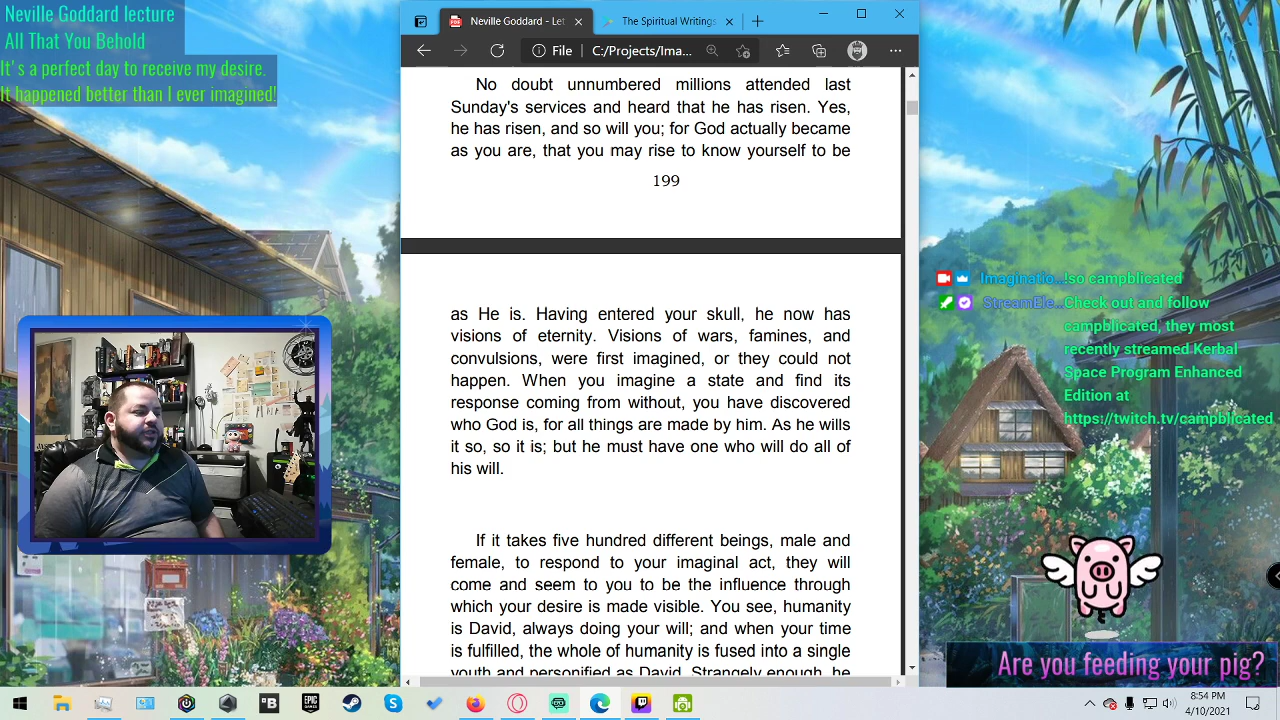 Neville Goddard lecture
All That You Behold
It's a perfect day to receive my desire.
It happened better than I ever imagined!
Neville Goddard - Let
The Spiritual Writings
File
C:/Projects/Ima...
No doubt unnumbered millions attended last
Sunday's services and heard that he has risen. Yes,
he has risen, and so will you; for God actually became
as you are, that you may rise to know yourself to be
199
as He is. Having entered your skull, he now has
visions of eternity. Visions of wars, famines, and
convulsions, were first imagined, or they could not
happen. When you imagine a state and find its
response coming from without, you have discovered
who God is, for all things are made by him. As he wills
it so, so it is; but he must have one who will do all of
his will.
If it takes five hundred different beings, male and
female, to respond to your imaginal act, they will
come and seem to you to be the influence through
which your desire is made visible. You see, humanity
is David, always doing your will; and when your time
is fulfilled, the whole of humanity is fused into a single
youth and personified as David. Strangely enough, he
Imaginatio... !so campblicated
StreamEle... Check out and follow
campblicated, they most
recently streamed Kerbal
Space Program Enhanced
Edition at
https://twitch.tv/campblicated
Are you feeding your pig?
EPIC
GAMES
8:54 PM
4/10/2021